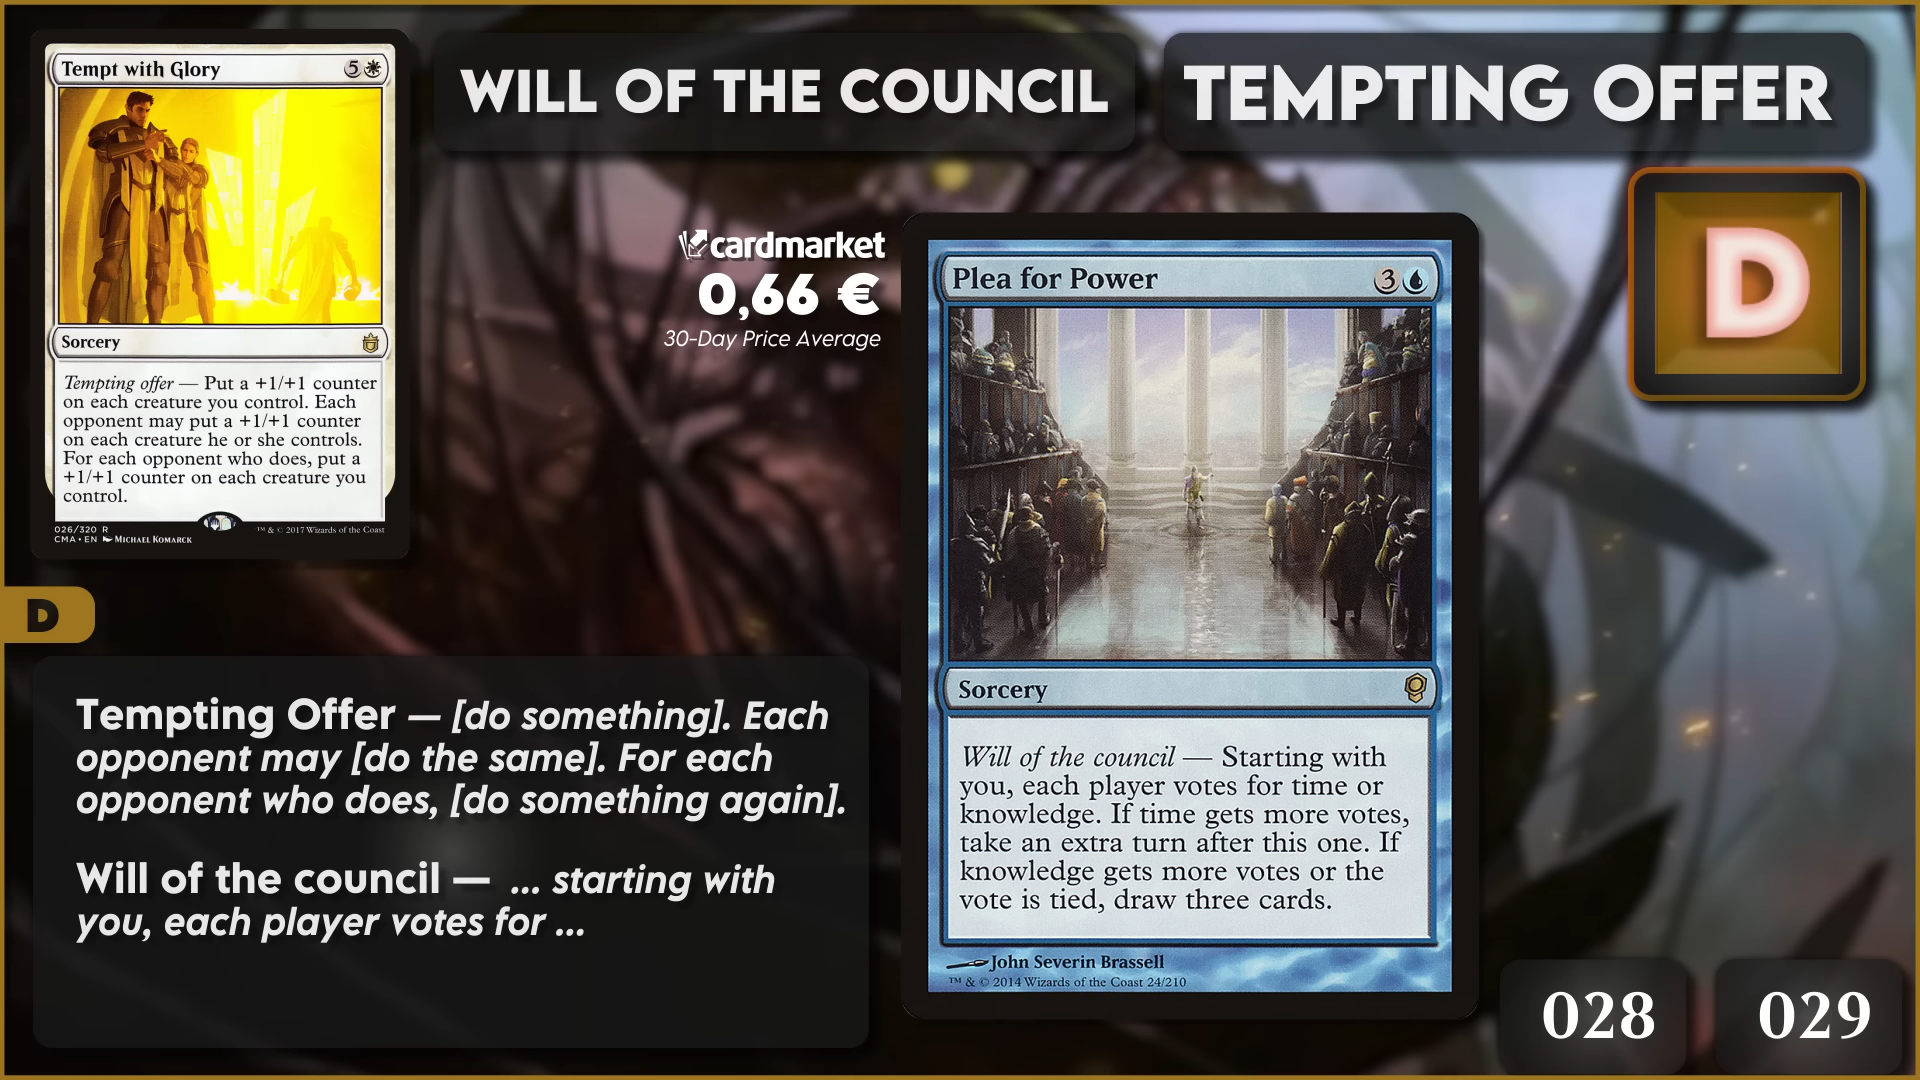 Tempt with Glory 5
Sorcery
Tempting offer — Put a +1/+1 counter
on each creature you control. Each
opponent may put a +1/+1 counter
on each creature he or she controls.
For each opponent who does, put a
+1/+1 counter on each creature you
control.
026/320 R
CMA • EN MICHAEL KOMARCK
™ & © 2017 Wizards of the Coast
WILL OF THE COUNCIL
TEMPTING OFFER
D
cardmarket
0,66 €
30-Day Price Average
Plea for Power 3
Sorcery
Will of the council — Starting with
you, each player votes for time or
knowledge. If time gets more votes,
take an extra turn after this one. If
knowledge gets more votes or the
vote is tied, draw three cards.
John Severin Brassell
™ & © 2014 Wizards of the Coast 24/210
D
Tempting Offer — [do something]. Each
opponent may [do the same]. For each
opponent who does, [do something again].
Will of the council — ... starting with
you, each player votes for ...
028
029